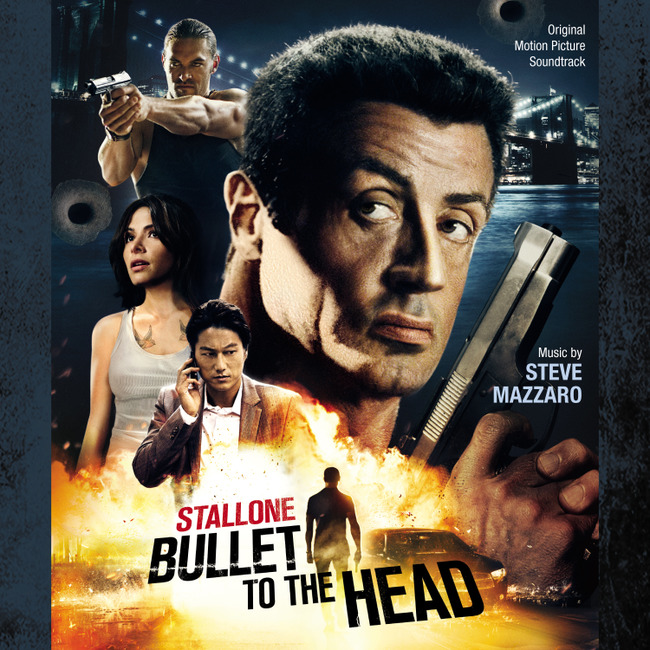 Original
Motion Picture
Soundtrack
Music by
STEVE
MAZZARO
STALLONE
BULLET
TO THE HEAD